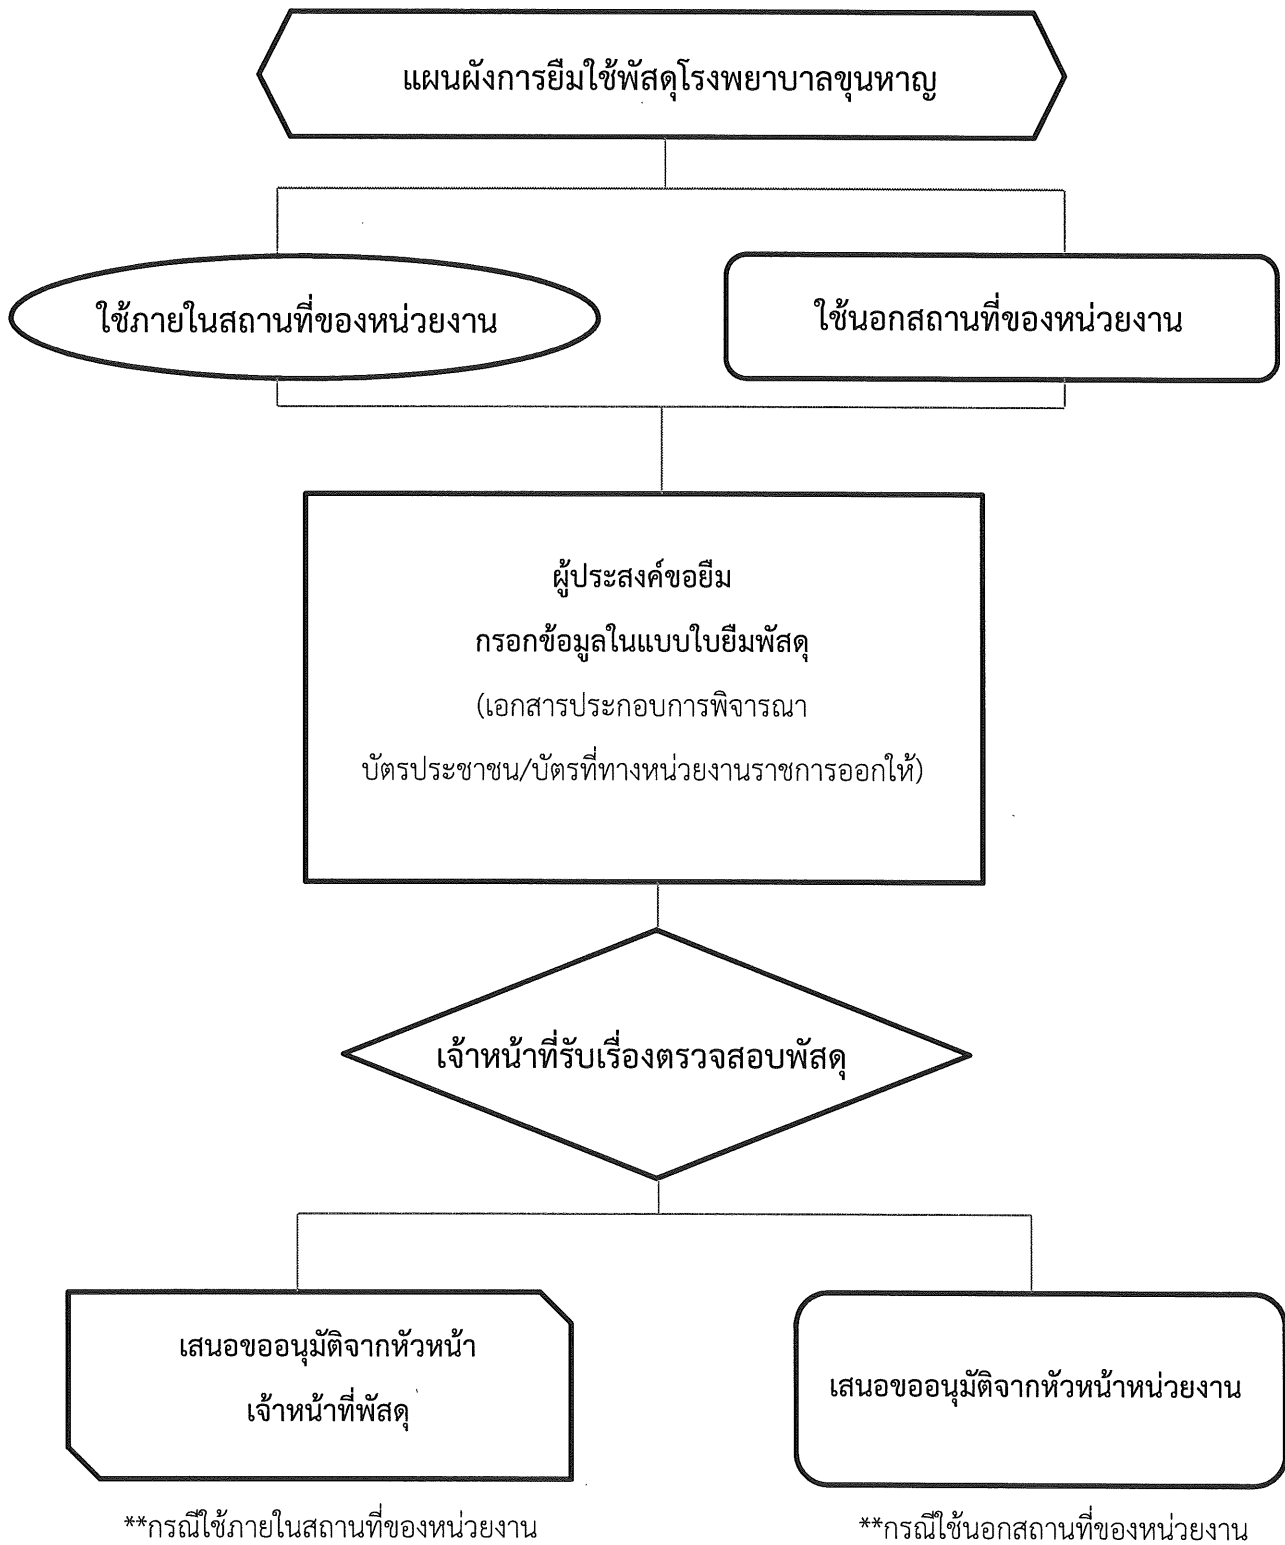 แผนผังการยืมใช้พัสดุโรงพยาบาลขุนหาญ
ใช้ภายในสถานที่ของหน่วยงาน
ใช้นอกสถานที่ของหน่วยงาน
ผู้ประสงค์ขอยืม
กรอกข้อมูลในแบบใบยืมพัสดุ
(เอกสารประกอบการพิจารณา
บัตรประชาชน/บัตรที่ทางหน่วยงานราชการออกให้)
เจ้าหน้าที่รับเรื่องตรวจสอบพัสดุ
เสนอขออนุมัติจากหัวหน้า
เจ้าหน้าที่พัสดุ
เสนอขออนุมัติจากหัวหน้าหน่วยงาน
**กรณีใช้ภายในสถานที่ของหน่วยงาน
**กรณีใช้นอกสถานที่ของหน่วยงาน